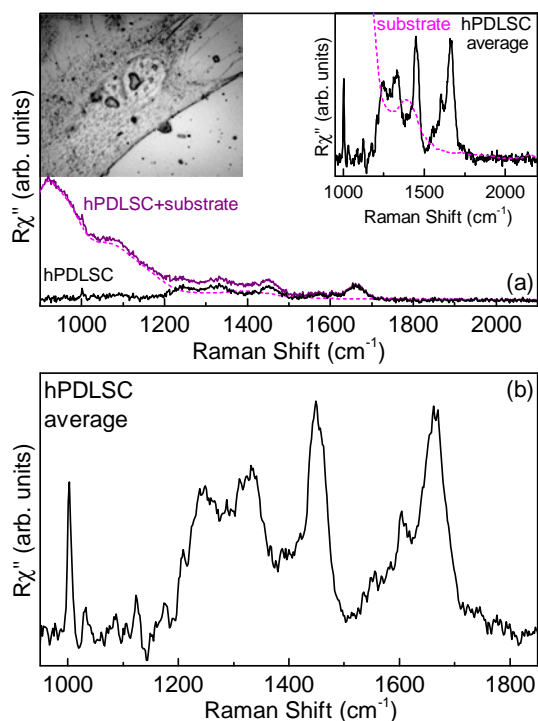 Rχ" (arb. units)
hPDLSC+substrate
hPDLSC
1000 1200 1400 1600 1800 2000
Raman Shift (cm⁻¹)
(a)
substrate
hPDLSC
average
Rχ" (arb. units)
1000 1500 2000
Raman Shift (cm⁻¹)
hPDLSC
average
(b)
Rχ" (arb. units)
1000 1200 1400 1600 1800
Raman Shift (cm⁻¹)